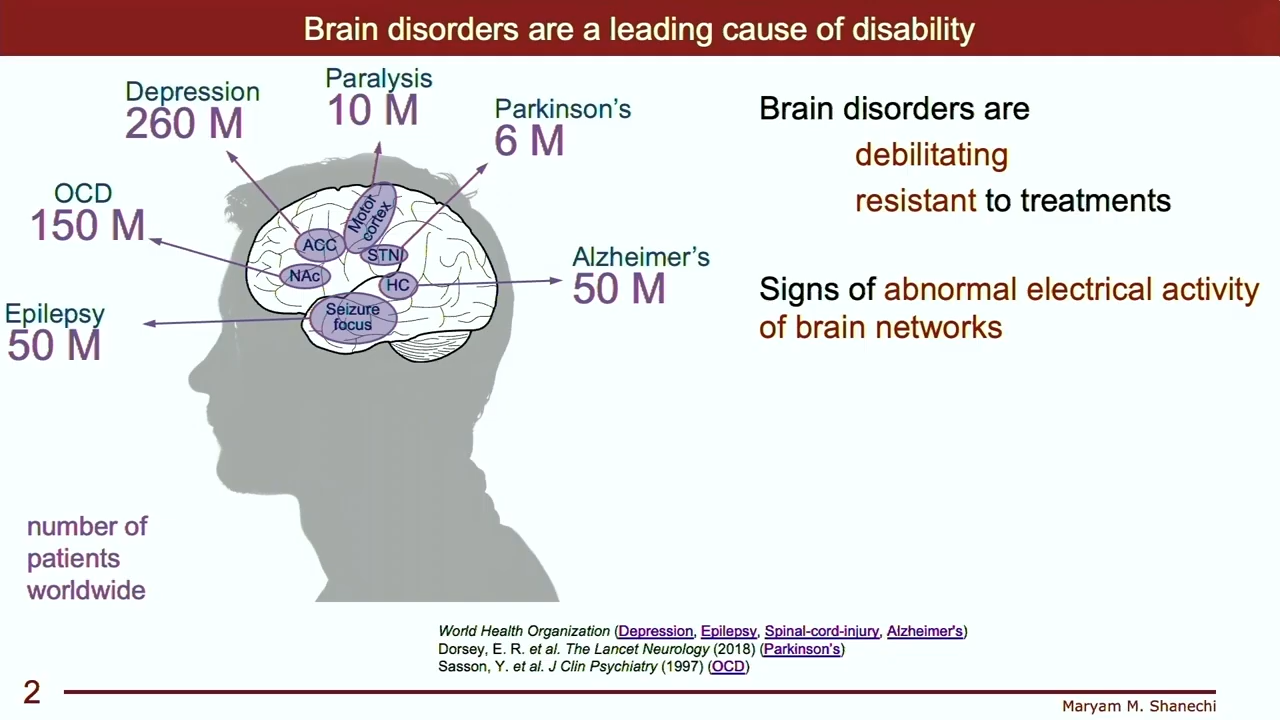 Brain disorders are a leading cause of disability
Depression
260 M
Paralysis
10 M
Parkinson's
6 M
OCD
150 M
Alzheimer's
50 M
Epilepsy
50 M
Motor
cortex
ACC
STN
NAc
HC
Seizure
focus
number of
patients
worldwide
Brain disorders are
debilitating
resistant to treatments
Signs of abnormal electrical activity
of brain networks
World Health Organization (Depression, Epilepsy, Spinal-cord-injury, Alzheimer's)
Dorsey, E. R. et al. The Lancet Neurology (2018) (Parkinson's)
Sasson, Y. et al. J Clin Psychiatry (1997) (OCD)
2
Maryam M. Shanechi